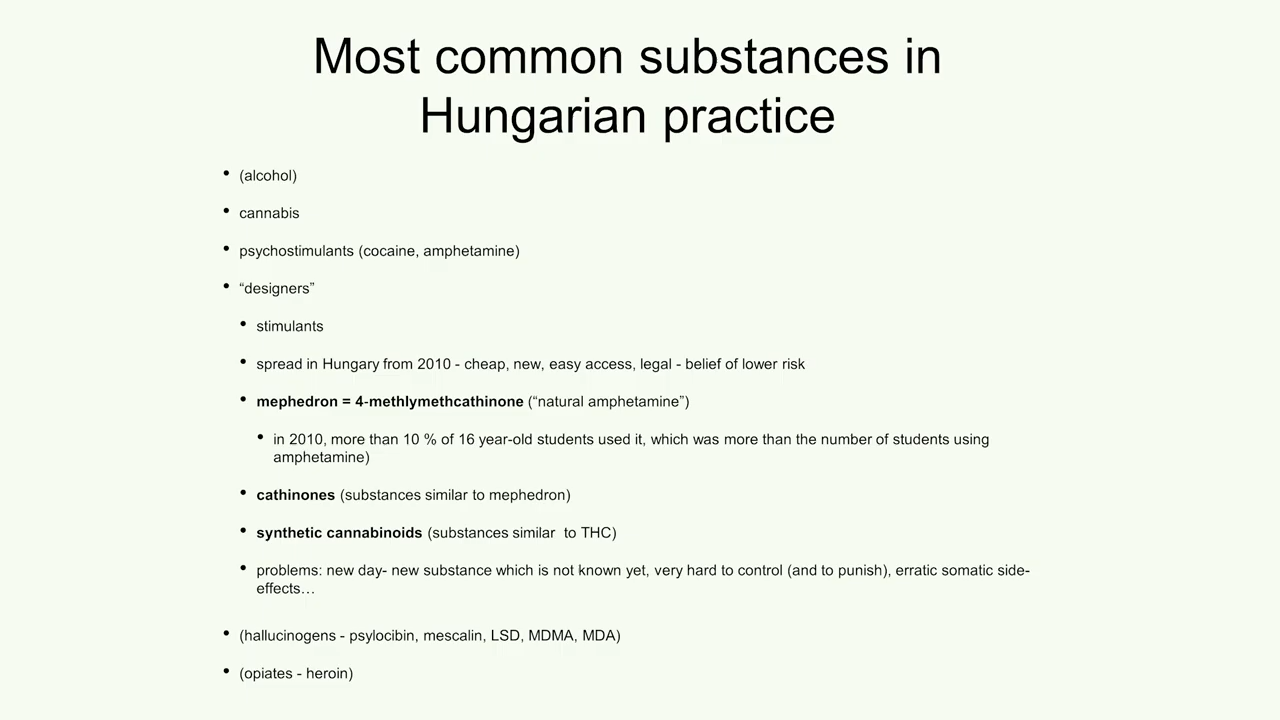 Most common substances in
Hungarian practice
• (alcohol)
• cannabis
• psychostimulants (cocaine, amphetamine)
• “designers”
• stimulants
• spread in Hungary from 2010 - cheap, new, easy access, legal - belief of lower risk
• mephedron = 4-methlymethcathinone (“natural amphetamine”)
• in 2010, more than 10 % of 16 year-old students used it, which was more than the number of students using
amphetamine)
• cathinones (substances similar to mephedron)
• synthetic cannabinoids (substances similar  to THC)
• problems: new day- new substance which is not known yet, very hard to control (and to punish), erratic somatic side-
effects…
• (hallucinogens - psylocibin, mescalin, LSD, MDMA, MDA)
• (opiates - heroin)